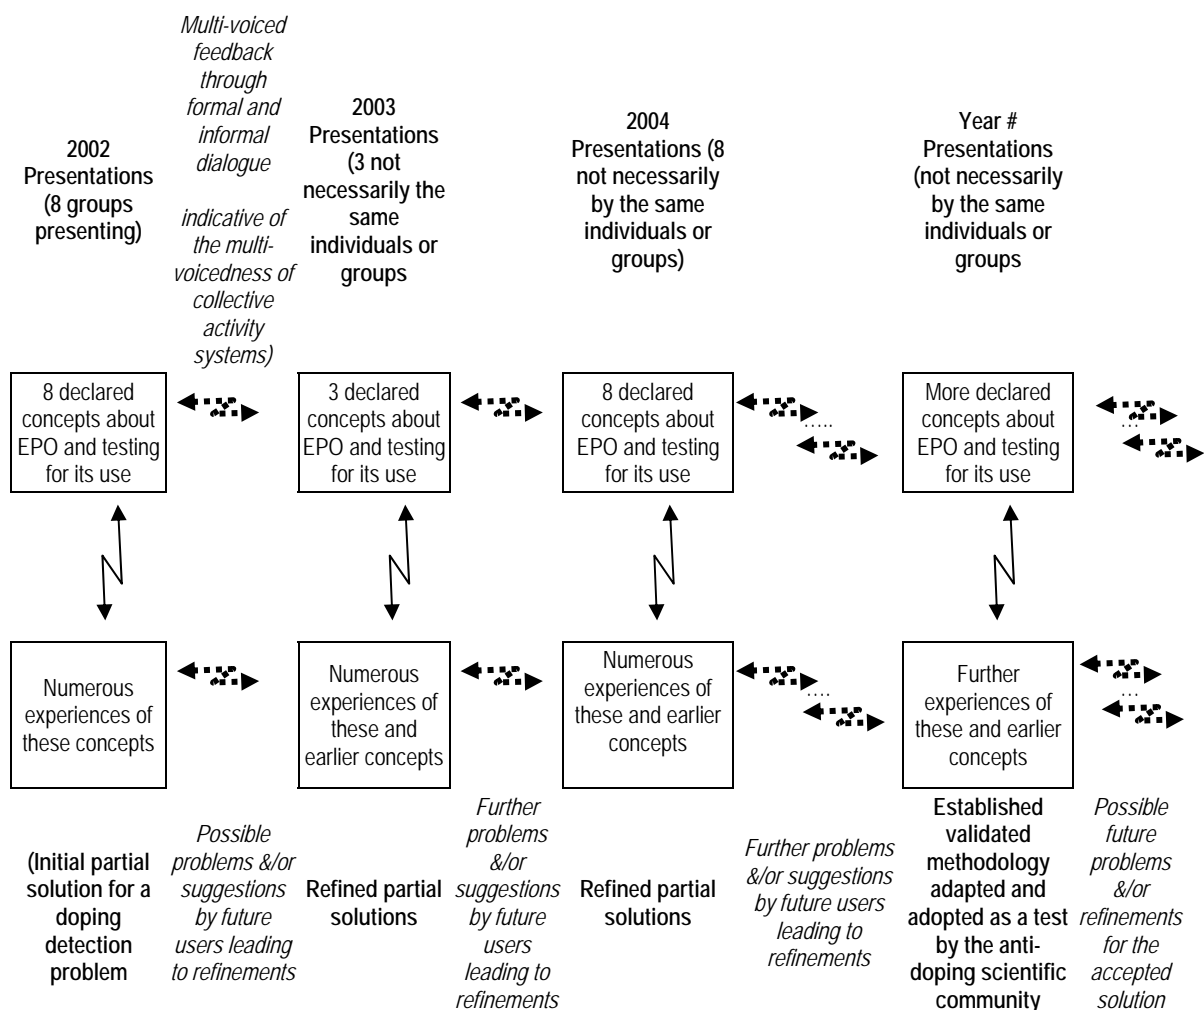 Multi-voiced
feedback
through
formal and
informal
dialogue
indicative of
the multi-
voicedness of
collective
activity
systems)
2002
Presentations
(8 groups
presenting)
2003
Presentations
(3 not
necessarily the
same
individuals or
groups
2004
Presentations (8
not necessarily
by the same
individuals or
groups)
Year #
Presentations
(not necessarily
by the same
individuals or
groups
8 declared
concepts about
EPO and testing
for its use
3 declared
concepts about
EPO and testing
for its use
8 declared
concepts about
EPO and testing
for its use
.....
More declared
concepts about
EPO and testing
for its use
...
Numerous
experiences of
these concepts
Numerous
experiences of
these and
earlier concepts
Numerous
experiences of
these and earlier
concepts
....
Further
experiences of
these and earlier
concepts
...
(Initial partial
solution for a
doping
detection
problem
Possible
problems &/or
suggestions
by future
users leading
to refinements
Refined partial
solutions
Further
problems
&/or
suggestions
by future
users
leading to
refinements
Refined partial
solutions
Further problems
&/or suggestions
by future users
leading to
refinements
Established
validated
methodology
adapted and
adopted as a test
by the anti-
doping scientific
community
Possible
future
problems
&/or
refinements
for the
accepted
solution